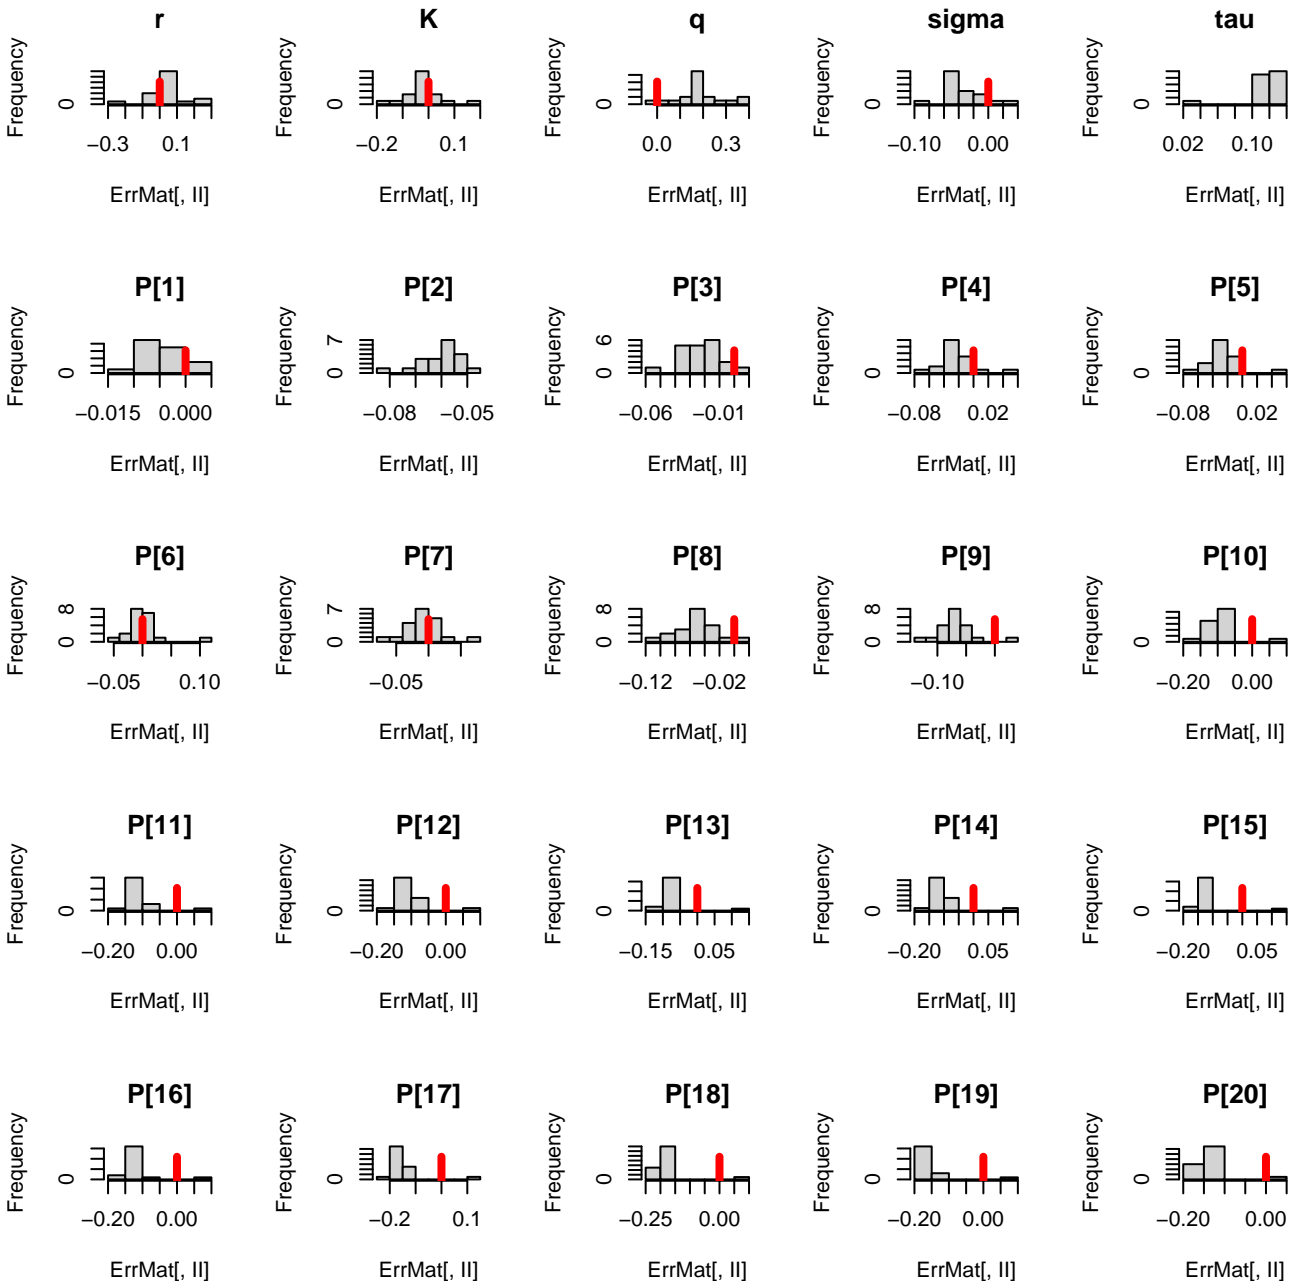 r K q sigma tau
Frequency Frequency Frequency Frequency Frequency
0 0 0 0 0
−0.3 0.1 −0.2 0.1 0.0 0.3 −0.10 0.00 0.02 0.10
ErrMat[, II] ErrMat[, II] ErrMat[, II] ErrMat[, II] ErrMat[, II]
P[1] P[2] P[3] P[4] P[5]
Frequency Frequency Frequency Frequency Frequency
0 0 7 0 6 0 0
−0.015 0.000 −0.08 −0.05 −0.06 −0.01 −0.08 0.02 −0.08 0.02
ErrMat[, II] ErrMat[, II] ErrMat[, II] ErrMat[, II] ErrMat[, II]
P[6] P[7] P[8] P[9] P[10]
Frequency Frequency Frequency Frequency Frequency
0 8 0 7 0 8 0 8 0
−0.05 0.10 −0.05 −0.12 −0.02 −0.10 −0.20 0.00
ErrMat[, II] ErrMat[, II] ErrMat[, II] ErrMat[, II] ErrMat[, II]
P[11] P[12] P[13] P[14] P[15]
Frequency Frequency Frequency Frequency Frequency
0 0 0 0 0
−0.20 0.00 −0.20 0.00 −0.15 0.05 −0.20 0.05 −0.20 0.05
ErrMat[, II] ErrMat[, II] ErrMat[, II] ErrMat[, II] ErrMat[, II]
P[16] P[17] P[18] P[19] P[20]
Frequency Frequency Frequency Frequency Frequency
0 0 0 0 0
−0.20 0.00 −0.2 0.1 −0.25 0.00 −0.20 0.00 −0.20 0.00
ErrMat[, II] ErrMat[, II] ErrMat[, II] ErrMat[, II] ErrMat[, II]